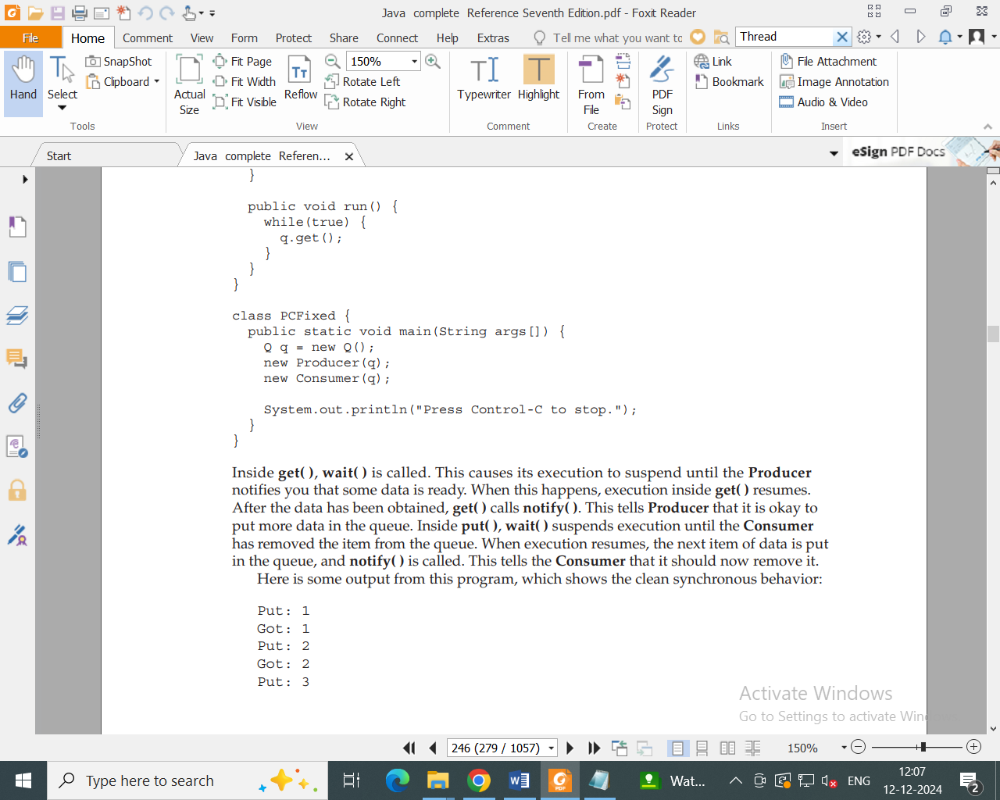 Java complete Reference Seventh Edition.pdf - Foxit Reader
File Home Comment View Form Protect Share Connect Help Extras Tell me what you want to Thread
Hand Select SnapShot Clipboard Actual Size Fit Page Fit Width Fit Visible Reflow 150% Rotate Left Rotate Right Typewriter Highlight From File PDF Sign Link Bookmark File Attachment Image Annotation Audio & Video
Tools View Comment Create Protect Links Insert
Start Java complete Referen... eSign PDF Docs
}
public void run() {
while(true) {
q.get();
}
}
}
class PCFixed {
public static void main(String args[]) {
Q q = new Q();
new Producer(q);
new Consumer(q);
System.out.println("Press Control-C to stop.");
}
}
Inside get( ), wait( ) is called. This causes its execution to suspend until the Producer
notifies you that some data is ready. When this happens, execution inside get( ) resumes.
After the data has been obtained, get( ) calls notify( ). This tells Producer that it is okay to
put more data in the queue. Inside put( ), wait( ) suspends execution until the Consumer
has removed the item from the queue. When execution resumes, the next item of data is put
in the queue, and notify( ) is called. This tells the Consumer that it should now remove it.
Here is some output from this program, which shows the clean synchronous behavior:
Put: 1
Got: 1
Put: 2
Got: 2
Put: 3
Activate Windows
Go to Settings to activate Windows
246 (279 / 1057) 150%
Type here to search Wat... ENG 12:07
12-12-2024 2